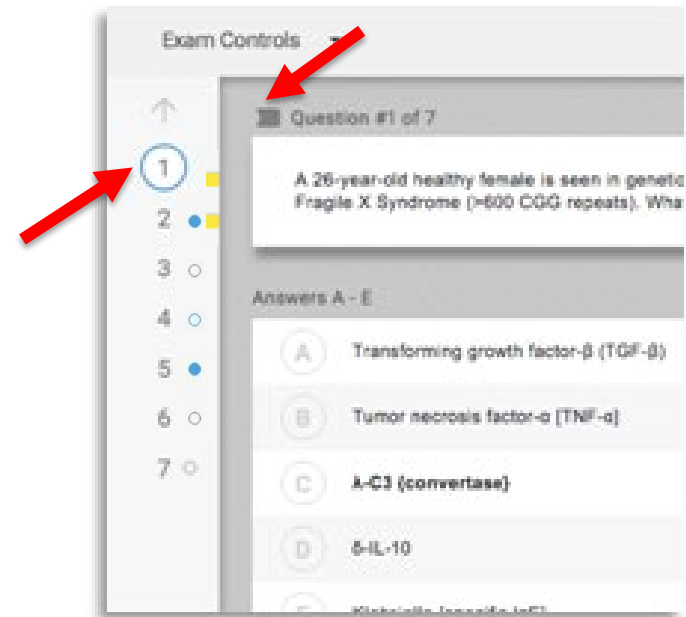 Exam Controls
Question #1 of 7
1
A 26-year-old healthy female is seen in genetic
Fragile X Syndrome (>600 CGG repeats). Wha
2
3
Answers A - E
4
A Transforming growth factor-β (TGF-β)
5
B Tumor necrosis factor-α [TNF-α]
6
7
C λ-C3 (convertase)
D δ-IL-10